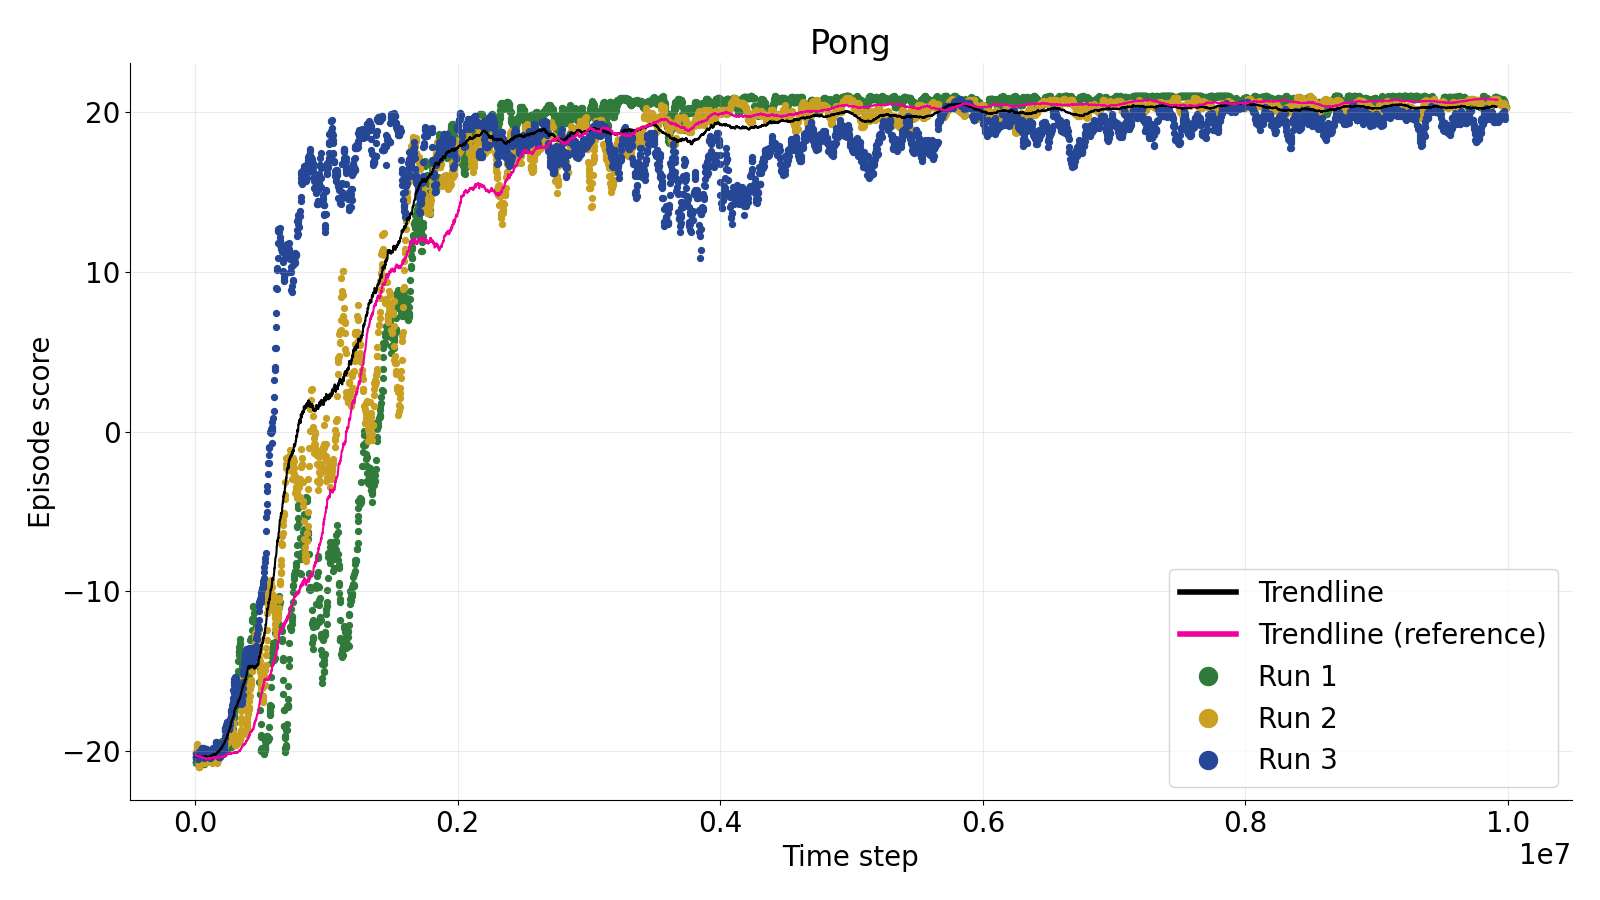 Pong
Episode score
20
10
0
−10
−20
0.0
0.2
0.4
0.6
0.8
1.0
1e7
Time step
Trendline
Trendline (reference)
Run 1
Run 2
Run 3